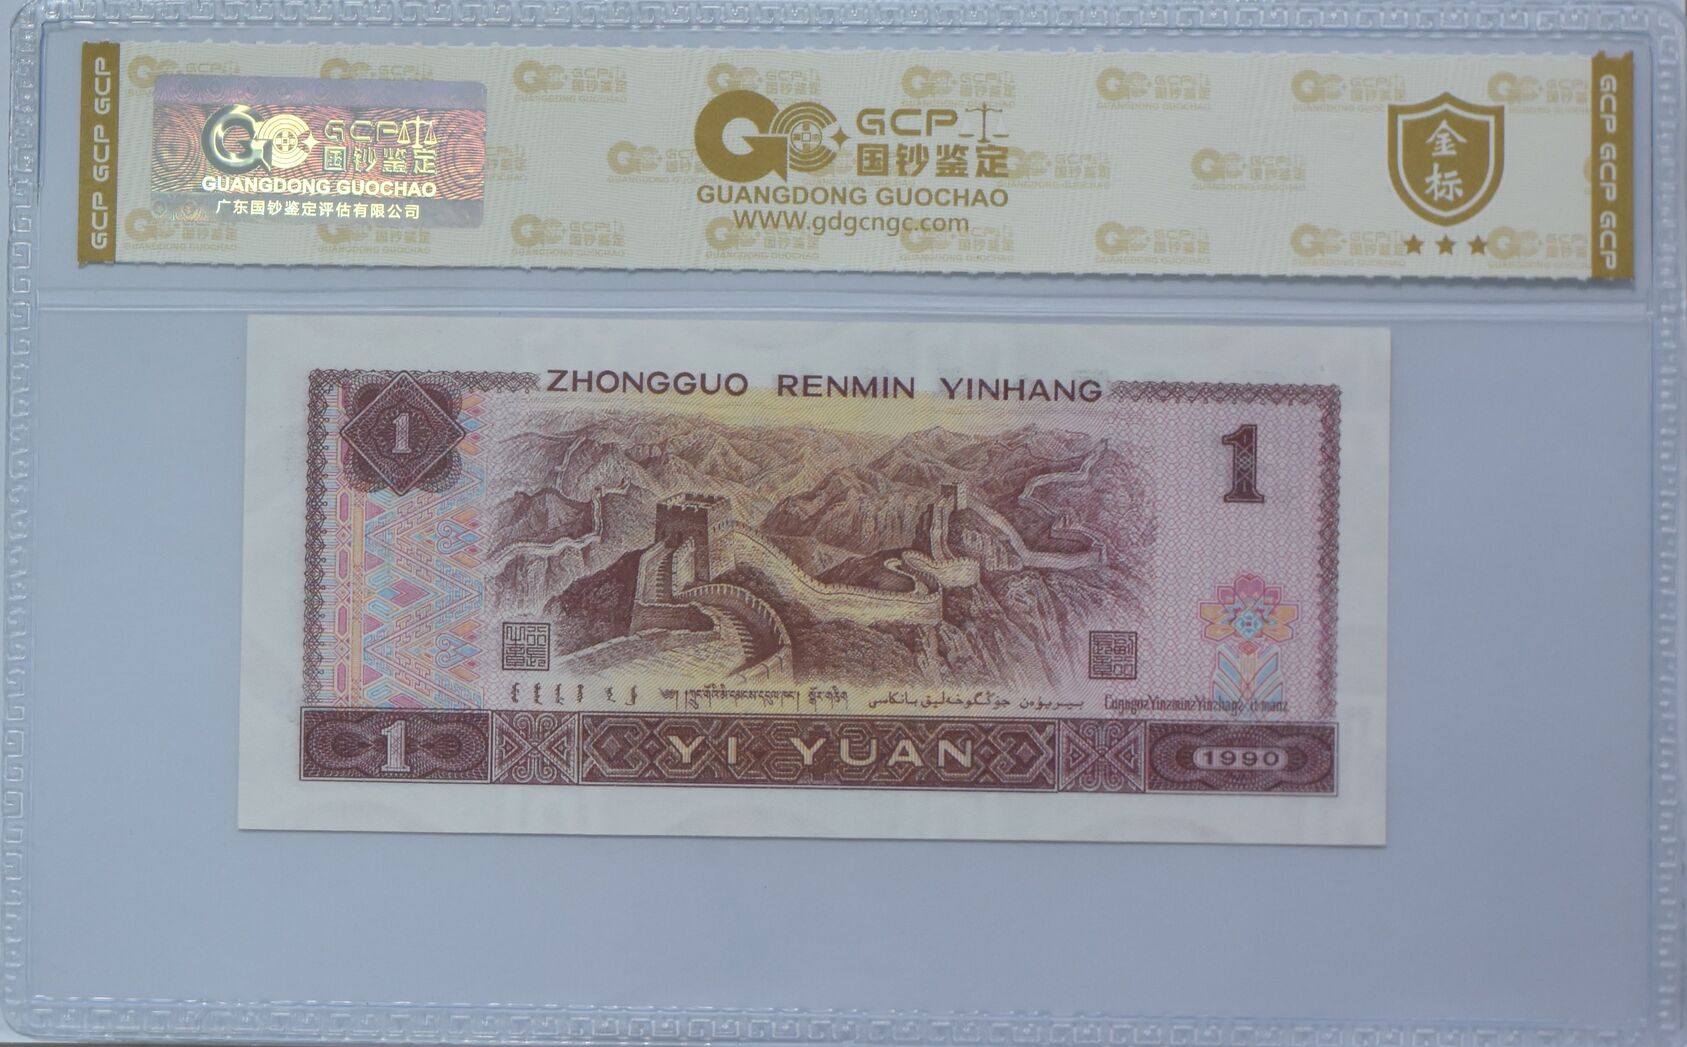 GCP GCP GCP
GCP 国钞鉴定
GUANGDONG GUOCHAO
广东国钞鉴定评估有限公司
GCP
国钞鉴定
GUANGDONG GUOCHAO
WWW.gdgcngc.com
金标
GCP GCP GCP
ZHONGGUO RENMIN YINHANG
1
1
1
YI YUAN
1990